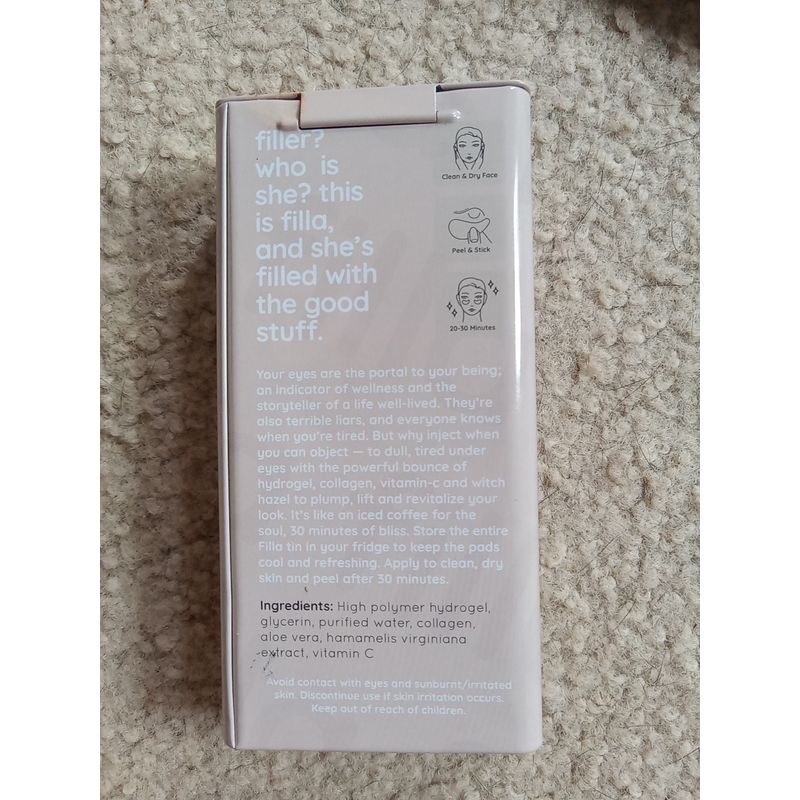 filler?
who is
she? this
is filla,
and she's
filled with
the good
stuff.
Clean & Dry Face
Peel & Stick
20-30 Minutes
Your eyes are the portal to your being;
an indicator of wellness and the
storyteller of a life well-lived. They're
also terrible liars, and everyone knows
when you're tired. But why inject when
you can object — to dull, tired under
eyes with the powerful bounce of
hydrogel, collagen, vitamin-c and witch
hazel to plump, lift and revitalize your
look. It's like an iced coffee for the
soul, 30 minutes of bliss. Store the entire
Filla tin in your fridge to keep the pads
cool and refreshing. Apply to clean, dry
skin and peel after 30 minutes.
Ingredients: High polymer hydrogel,
glycerin, purified water, collagen,
aloe vera, hamamelis virginiana
extract, vitamin C
Avoid contact with eyes and sunburnt/irritated
skin. Discontinue use if skin irritation occurs.
Keep out of reach of children.